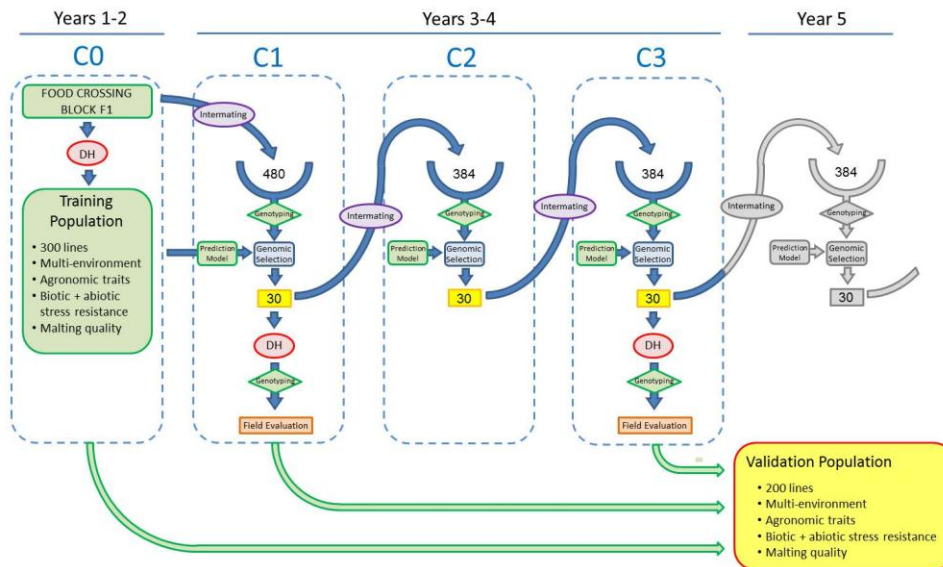 Years 1-2
Years 3-4
Year 5
C0
C1
C2
C3
FOOD CROSSING
BLOCK F1
DH
Training
Population
• 300 lines
• Multi-environment
• Agronomic traits
• Biotic + abiotic
stress resistance
• Malting quality
Intermating
480
Genotyping
Prediction
Model
Genomic
Selection
30
DH
Genotyping
Field Evaluation
Intermating
384
Genotyping
Prediction
Model
Genomic
Selection
30
Intermating
384
Genotyping
Prediction
Model
Genomic
Selection
30
DH
Genotyping
Field Evaluation
Intermating
384
Genotyping
Prediction
Model
Genomic
Selection
30
Validation Population
• 200 lines
• Multi-environment
• Agronomic traits
• Biotic + abiotic stress resistance
• Malting quality